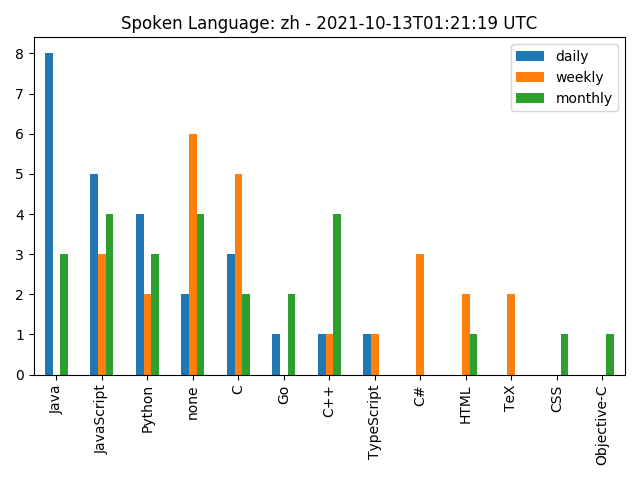 Spoken Language: zh - 2021-10-13T01:21:19 UTC
daily
weekly
monthly
8
7
6
5
4
3
2
1
0
Java
JavaScript
Python
none
C
Go
C++
TypeScript
C#
HTML
TeX
CSS
Objective-C